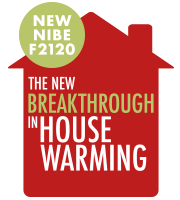 NEW
NIBE
F2120
THE NEW
BREAKTHROUGH
IN HOUSE
WARMING